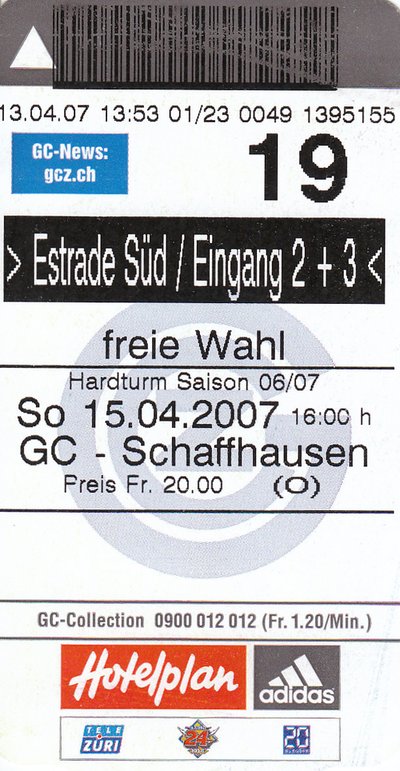 13.04.07 13:53 01/23 0049 1395155
GC-News:
gcz.ch
19
> Estrade Süd / Eingang 2 + 3 <
freie Wahl
Hardturm Saison 06/07
So 15.04.2007 16:00 h
GC - Schaffhausen
Preis Fr. 20.00 (O)
GC-Collection 0900 012 012 (Fr. 1.20/Min.)
Hotelplan
adidas
TELE
ZÜRI
24
20